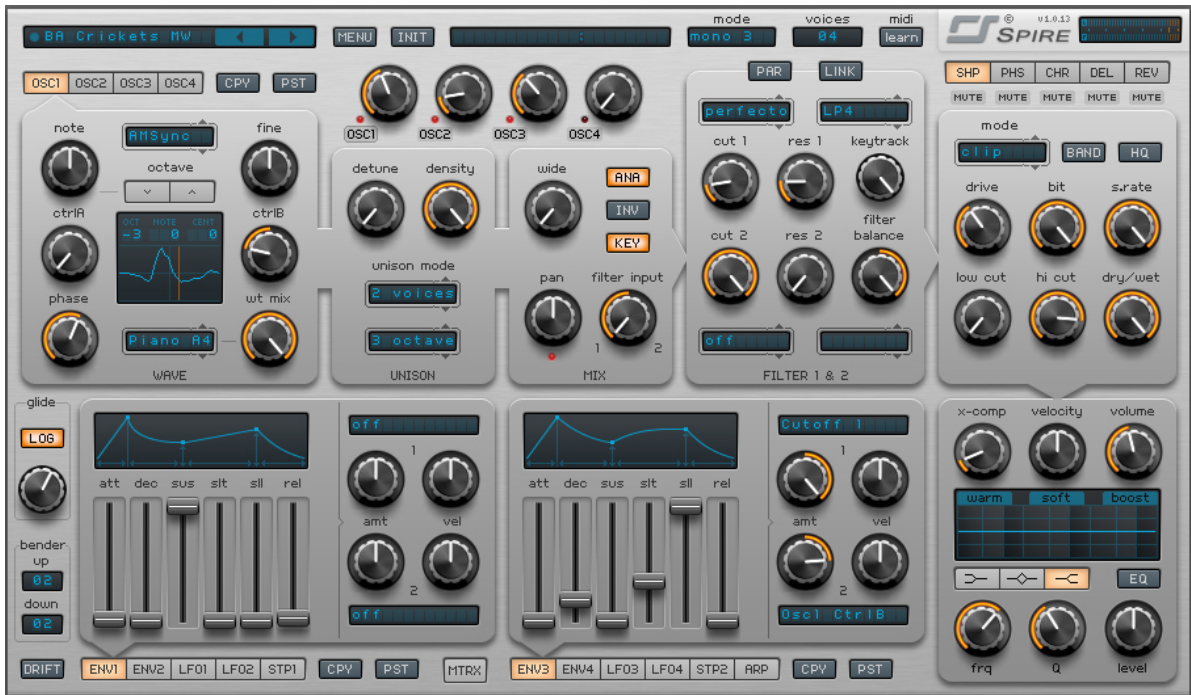 BA Crickets MW
MENU INIT
:
mode voices midi
mono 3 04 learn
© v1.0.13
SPIRE
OSC1 OSC2 OSC3 OSC4 CPY PST
OSC1 OSC2 OSC3 OSC4
PAR LINK
SHP PHS CHR DEL REV
MUTE MUTE MUTE MUTE MUTE
note AMSync fine
octave
ctrlA ctrlB
OCT NOTE CENT
-3 0 0
phase wt mix
Piano A4
WAVE
detune density
unison mode
2 voices
3 octave
UNISON
wide ANA
INV
KEY
pan filter input
1 2
MIX
perfecto LP4
cut 1 res 1 keytrack
cut 2 res 2 filter balance
off
FILTER 1 & 2
mode
clip BAND HQ
drive bit s.rate
low cut hi cut dry/wet
glide
LOG
bender
up
02
down
02
DRIFT
att dec sus slt sll rel
off
1
amt vel
2
off
ENV1 ENV2 LFO1 LFO2 STP1 CPY PST
MTRX
att dec sus slt sll rel
Cutoff 1
1
amt vel
2
Osc1 CtrlB
ENV3 ENV4 LFO3 LFO4 STP2 ARP CPY PST
x-comp velocity volume
warm soft boost
EQ
frq Q level